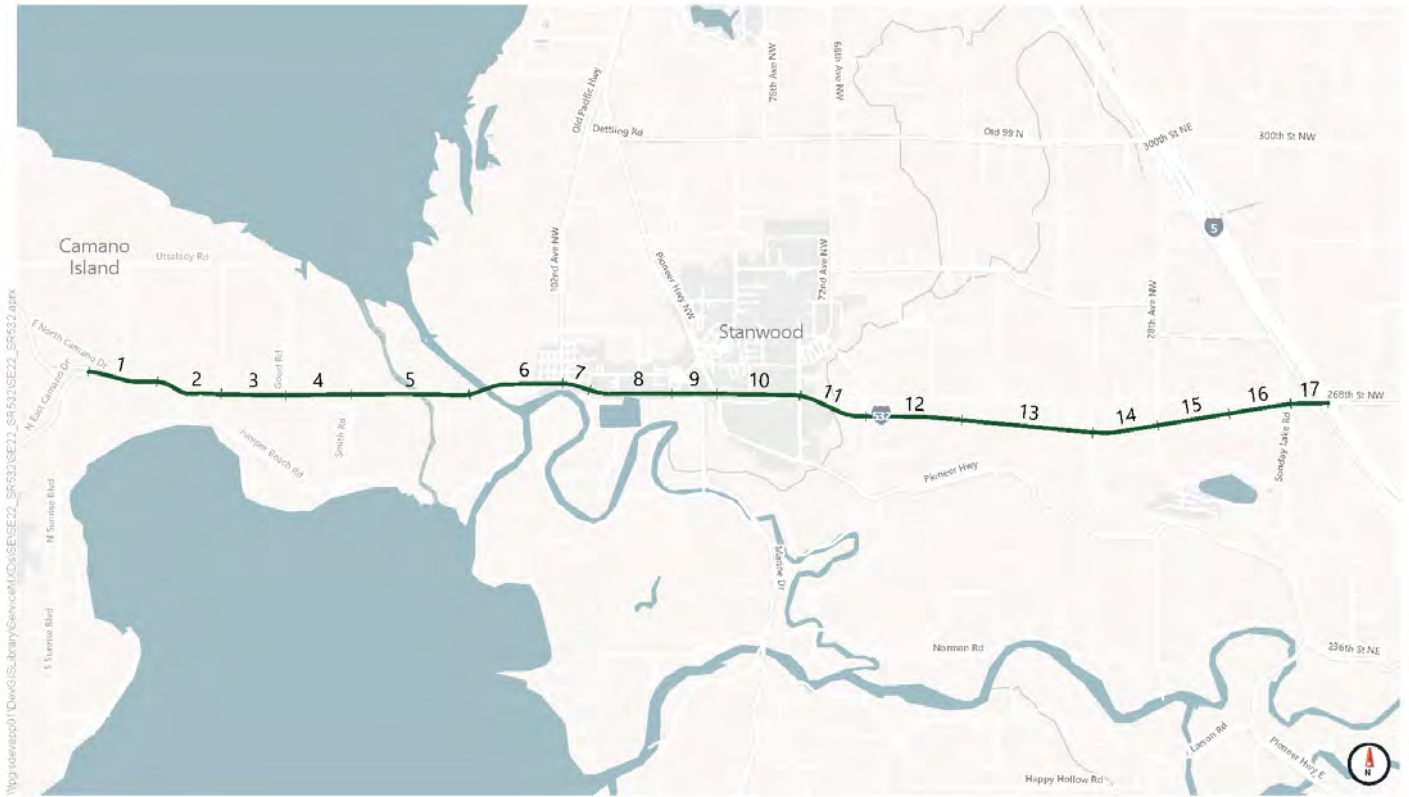 76th Ave NW
68th Ave NW
Old Pacific Hwy
Dettling Rd
Old 99 N
300th St NE
300th St NW
5
Camano
Island
Utsalady Rd
102nd Ave NW
Pioneer Hwy NW
72nd Ave NW
28th Ave NW
Stanwood
E North Camano Dr
N East Camano Dr
Good Rd
1
2
3
4
5
6
7
8
9
10
11
532
12
13
14
15
16
17
268th St NW
Smith Rd
Juniper Beach Rd
Sunday Lake Rd
Pioneer Hwy
N Sunrise Blvd
S Sunrise Blvd
Marine Dr
Norman Rd
236th St NE
Larson Rd
Pioneer Hwy E
Happy Hollow Rd
N